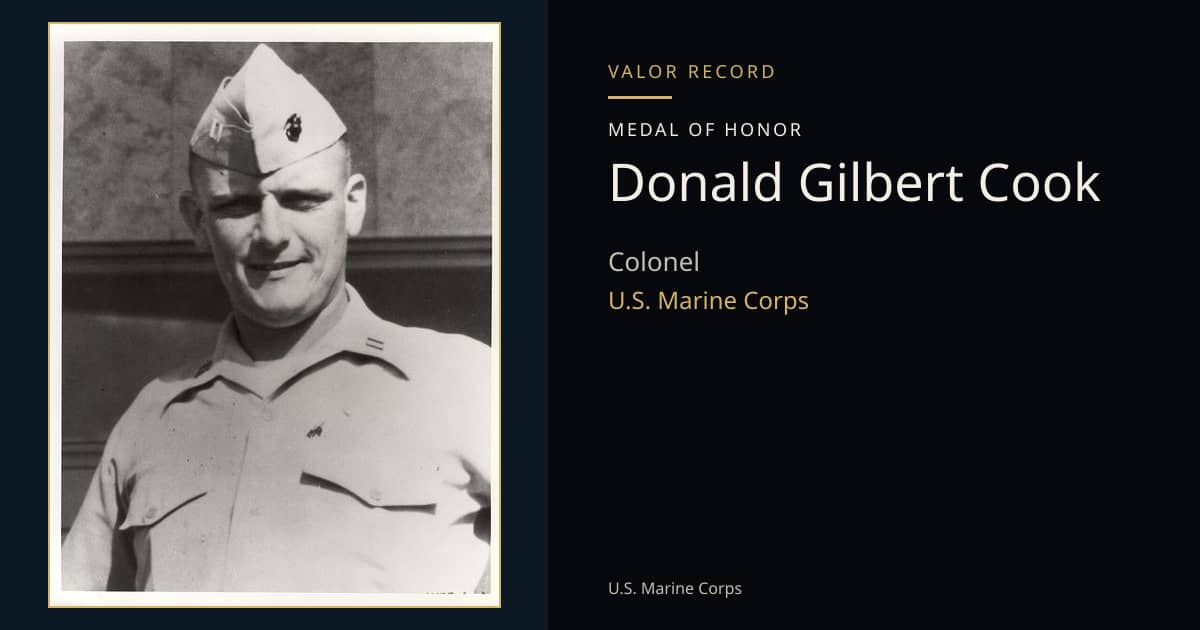 VALOR RECORD
MEDAL OF HONOR
Donald Gilbert Cook
Colonel
U.S. Marine Corps
U.S. Marine Corps